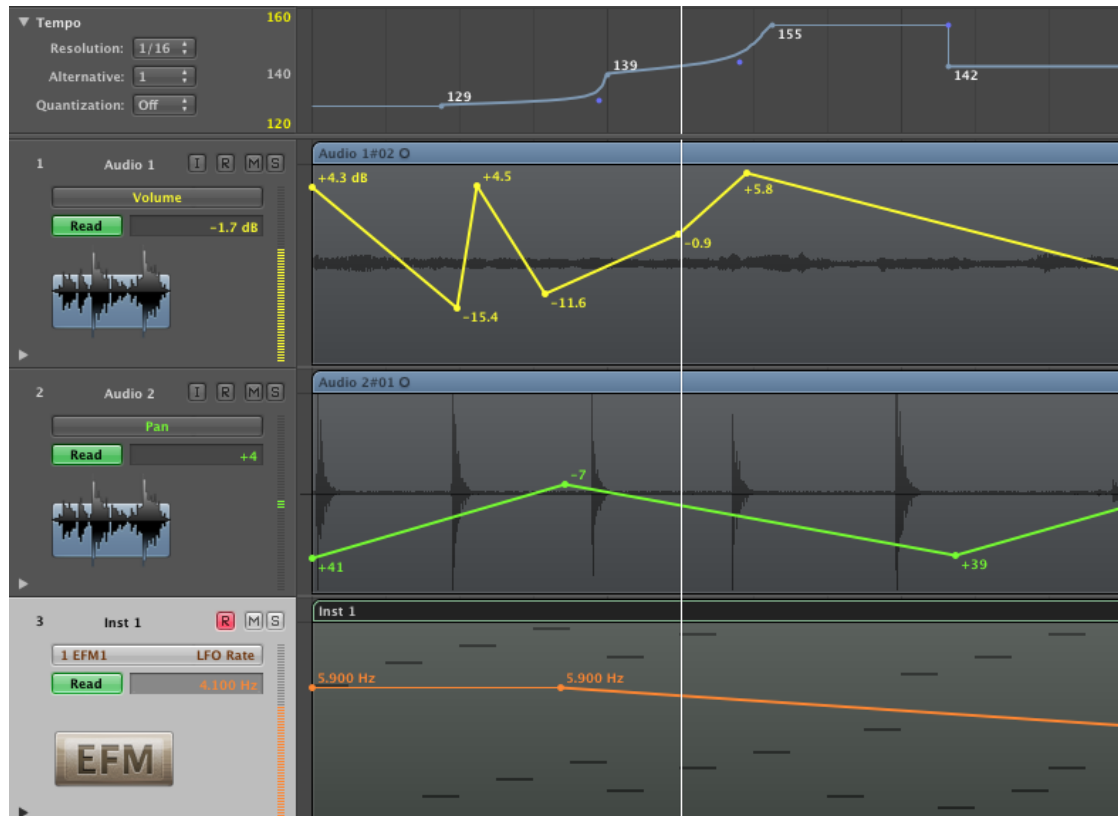 Tempo
160
Resolution: 1/16
Alternative: 1
140
Quantization: Off
120
129
139
155
142
1 Audio 1 I R M S
Volume
Read -1.7 dB
Audio 1#02
+4.3 dB
+4.5
-15.4
-11.6
-0.9
+5.8
2 Audio 2 I R M S
Pan
Read +4
Audio 2#01
+41
-7
+39
3 Inst 1 R M S
1 EFM1 LFO Rate
Read 4.100 Hz
EFM
Inst 1
5.900 Hz
5.900 Hz